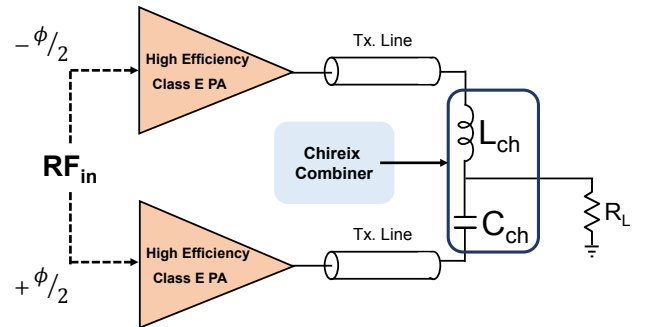 − ϕ/2
High Efficiency
Class E PA
Tx. Line
L_ch
RF_in
Chireix
Combiner
R_L
C_ch
High Efficiency
Class E PA
Tx. Line
+ ϕ/2